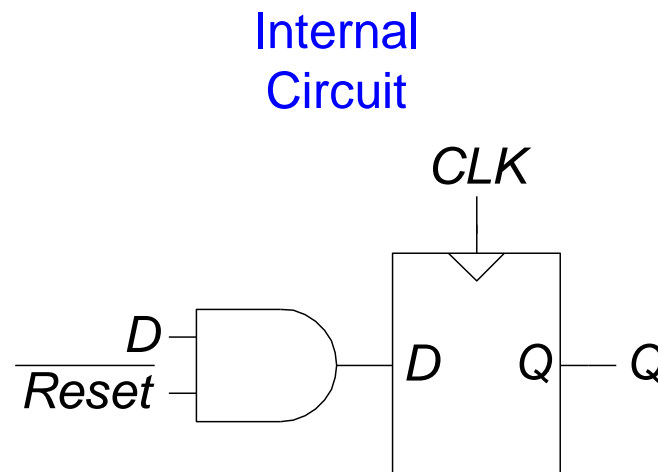 Internal
Circuit
CLK
D
Reset
D Q Q